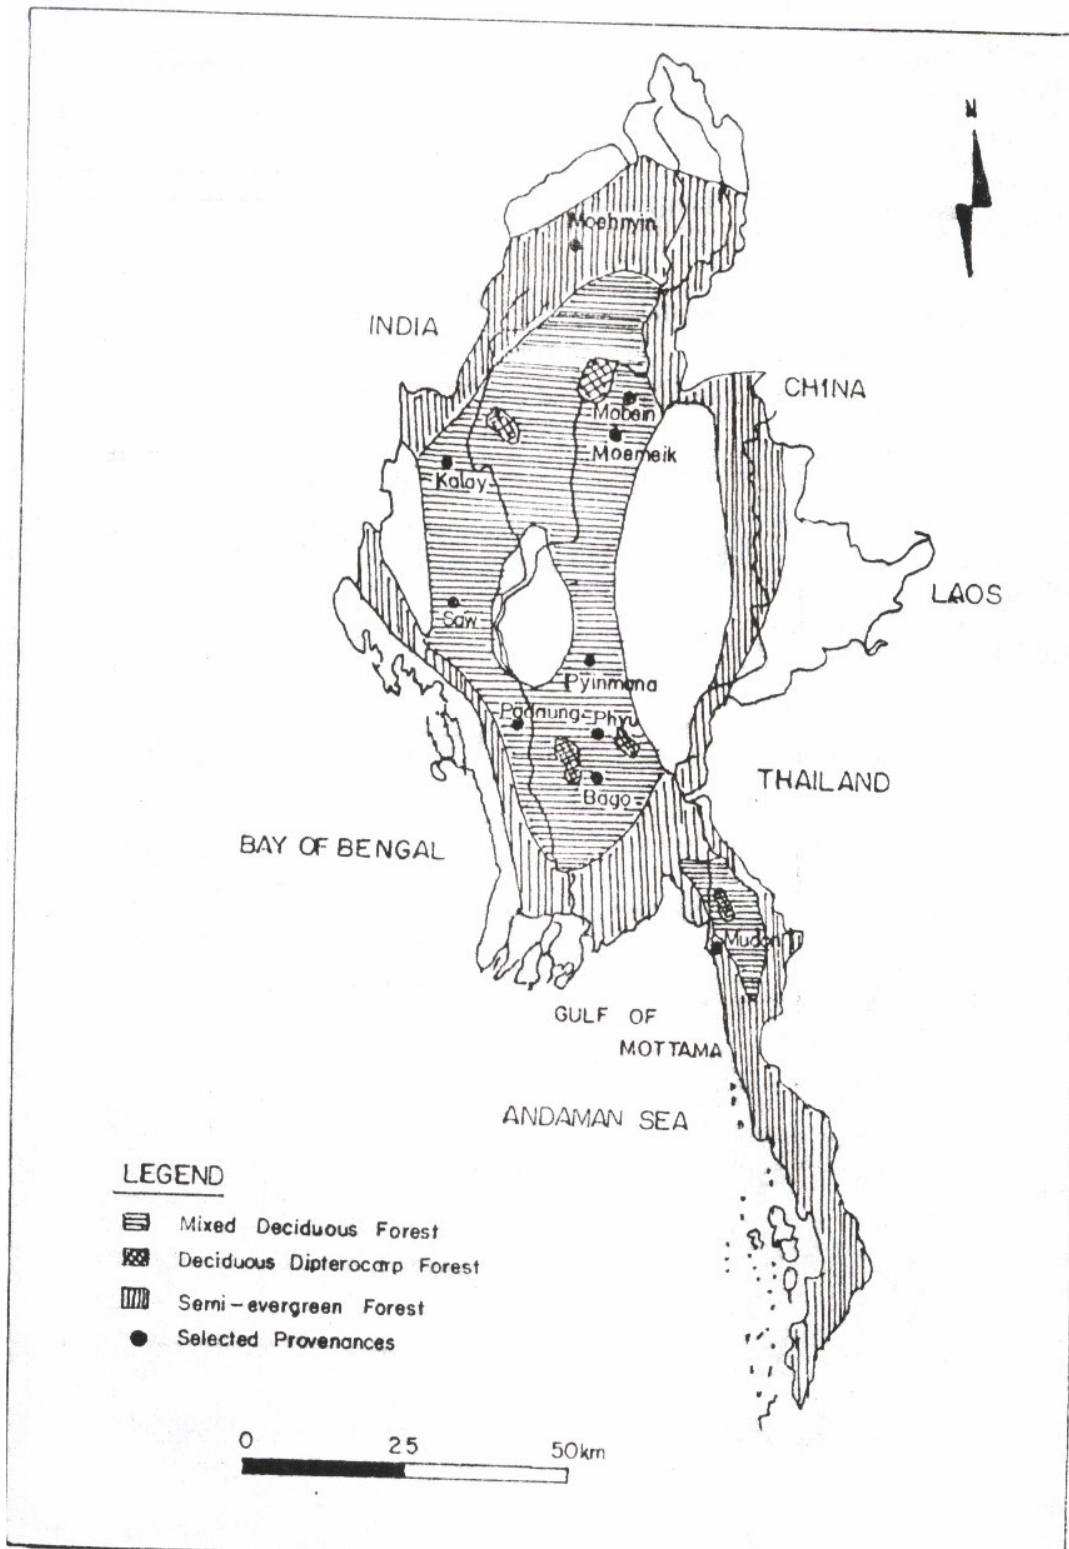 N
Moehnyin
INDIA
CHINA
Mabein
Moemeik
Kalay
LAOS
Saw
Pyinmana
Padaung
Phyu
THAILAND
Bago
BAY OF BENGAL
Mudon
GULF OF
MOTTAMA
ANDAMAN SEA
LEGEND
Mixed Deciduous Forest
Deciduous Dipterocarp Forest
Semi-evergreen Forest
Selected Provenances
0 25 50km